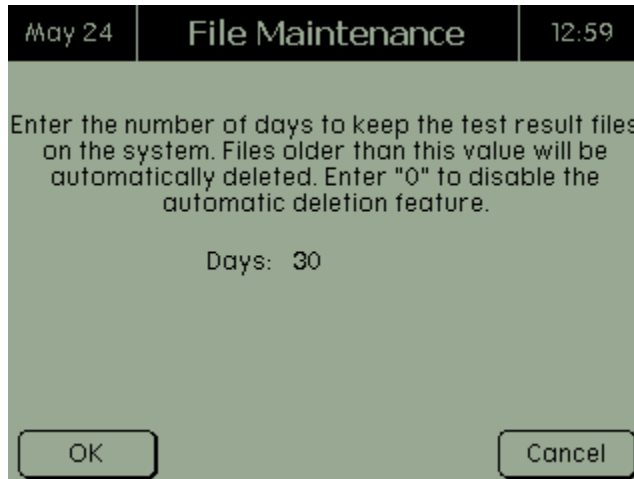 May 24
File Maintenance
12:59
Enter the number of days to keep the test result files
on the system. Files older than this value will be
automatically deleted. Enter "0" to disable the
automatic deletion feature.
Days: 30
OK
Cancel